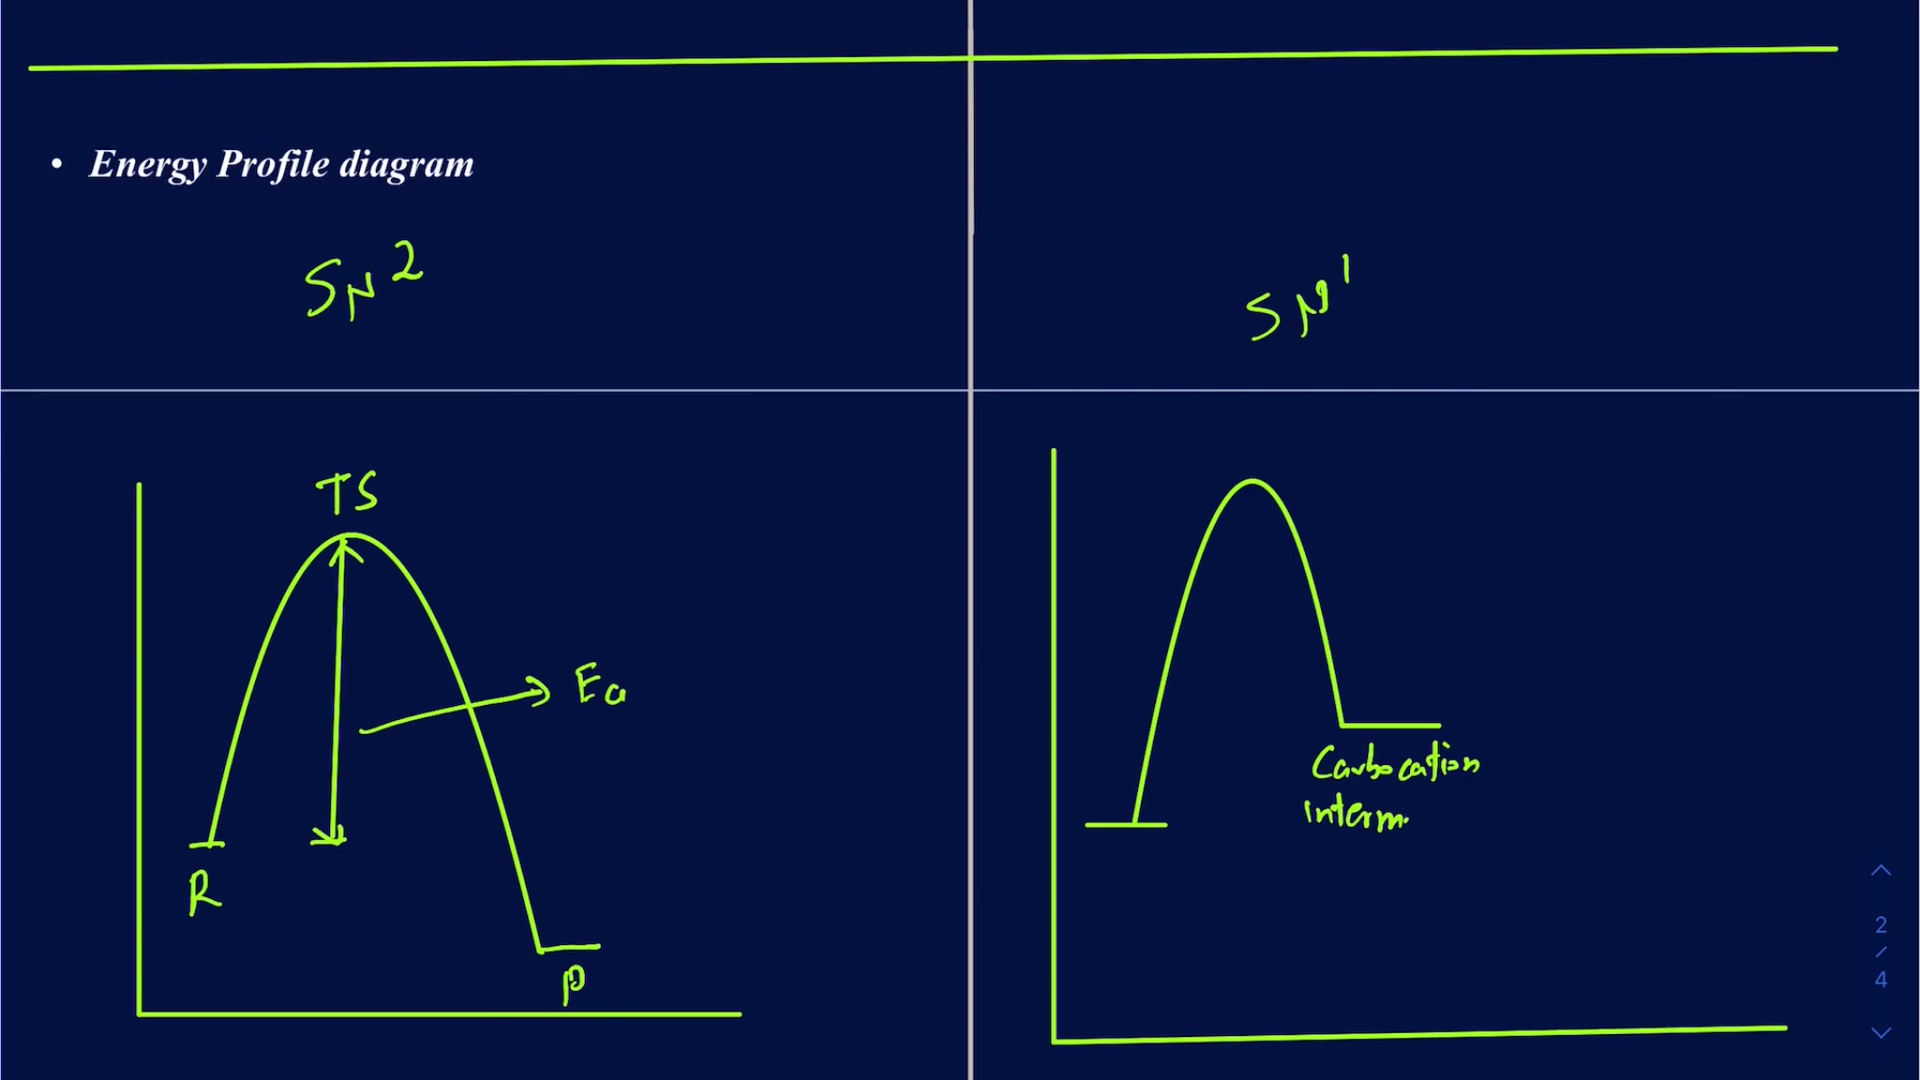 • Energy Profile diagram
SN2
SN1
TS
Ea
R
P
Carbocation
interm.
2
/
4